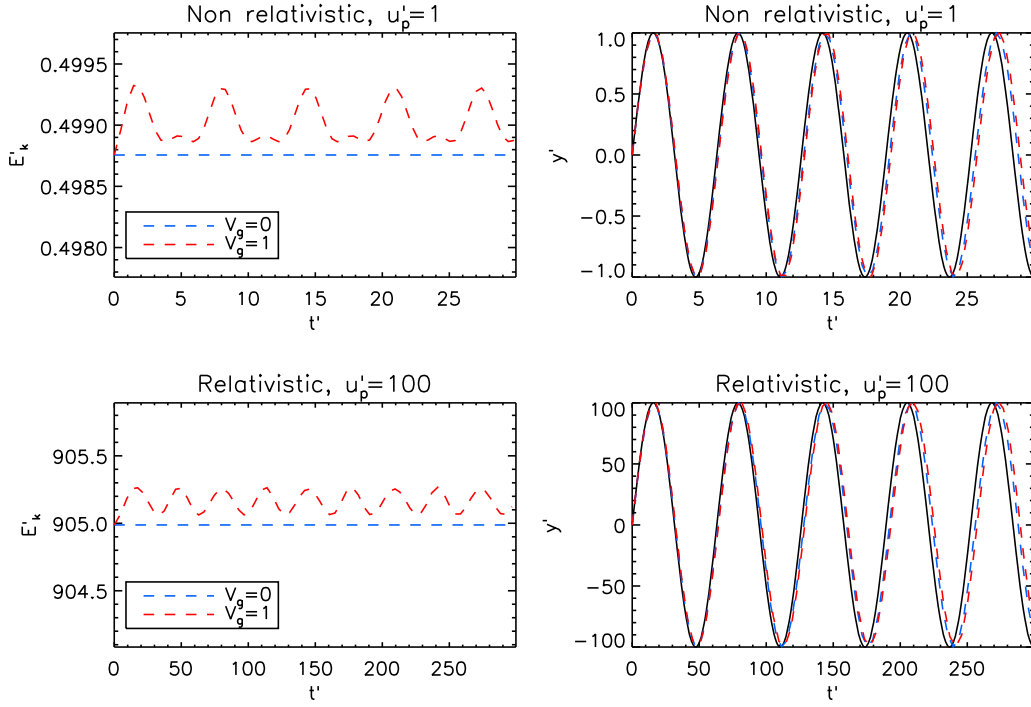 Non relativistic, u'p=1
0.4995
0.4990
0.4985
0.4980
E'k
Vg=0
Vg=1
0 5 10 15 20 25
t'
Non relativistic, u'p=1
1.0
0.5
0.0
−0.5
−1.0
y'
0 5 10 15 20 25
t'
Relativistic, u'p=100
905.5
905.0
904.5
E'k
Vg=0
Vg=1
0 50 100 150 200 250
t'
Relativistic, u'p=100
100
50
0
−50
−100
y'
0 50 100 150 200 250
t'